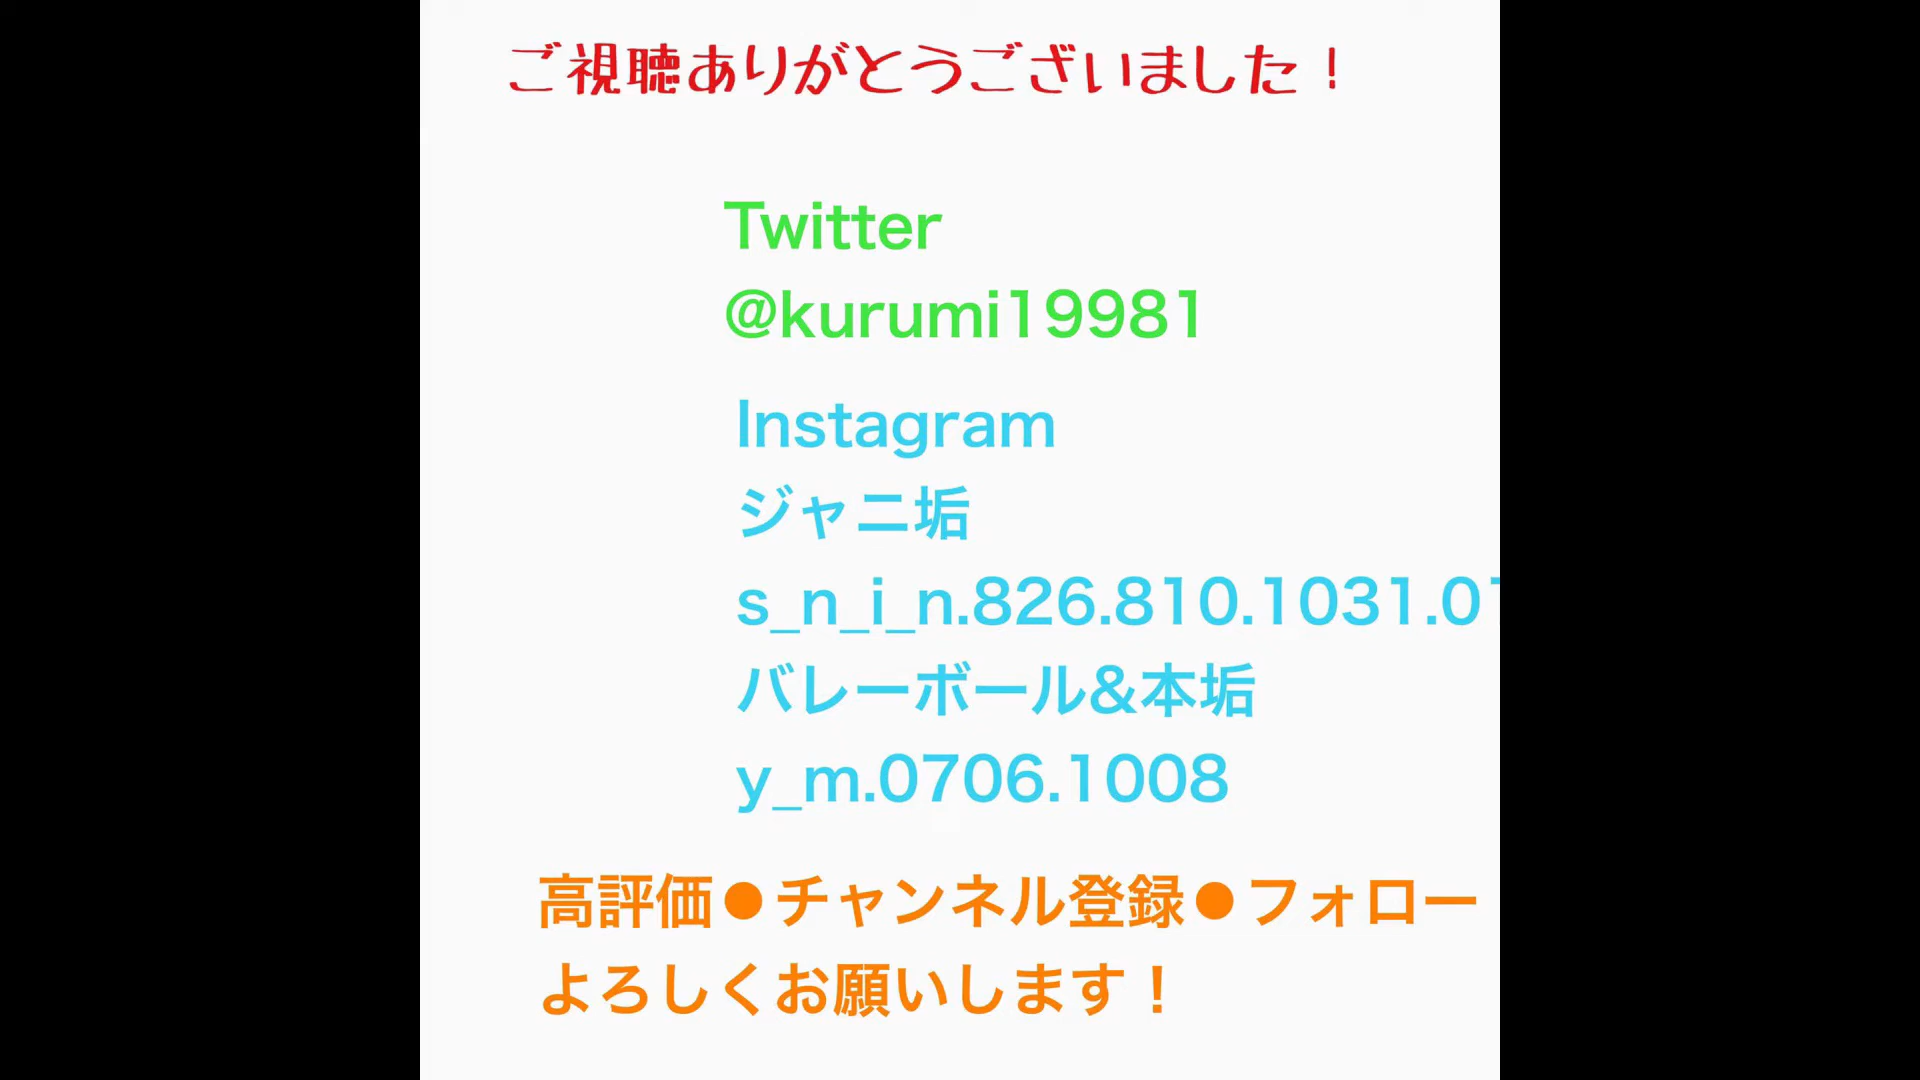 ご視聴ありがとうございました！
Twitter
@kurumi19981
Instagram
ジャニ垢
s_n_i_n.826.810.1031.01
バレーボール&本垢
y_m.0706.1008
高評価●チャンネル登録●フォロー
よろしくお願いします！